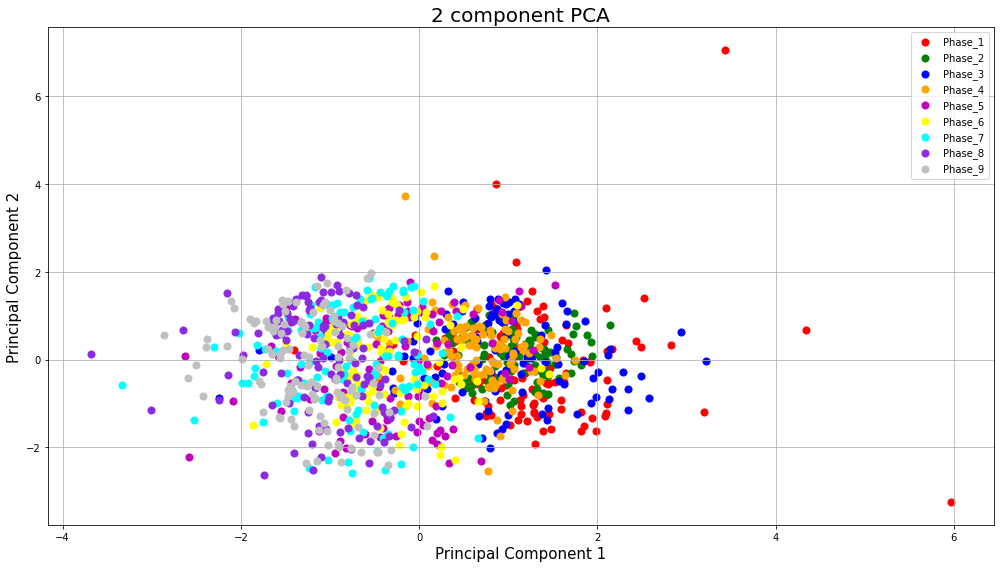 2 component PCA
Principal Component 2
6
4
2
0
−2
Phase_1
Phase_2
Phase_3
Phase_4
Phase_5
Phase_6
Phase_7
Phase_8
Phase_9
−4
−2
0
2
4
6
Principal Component 1